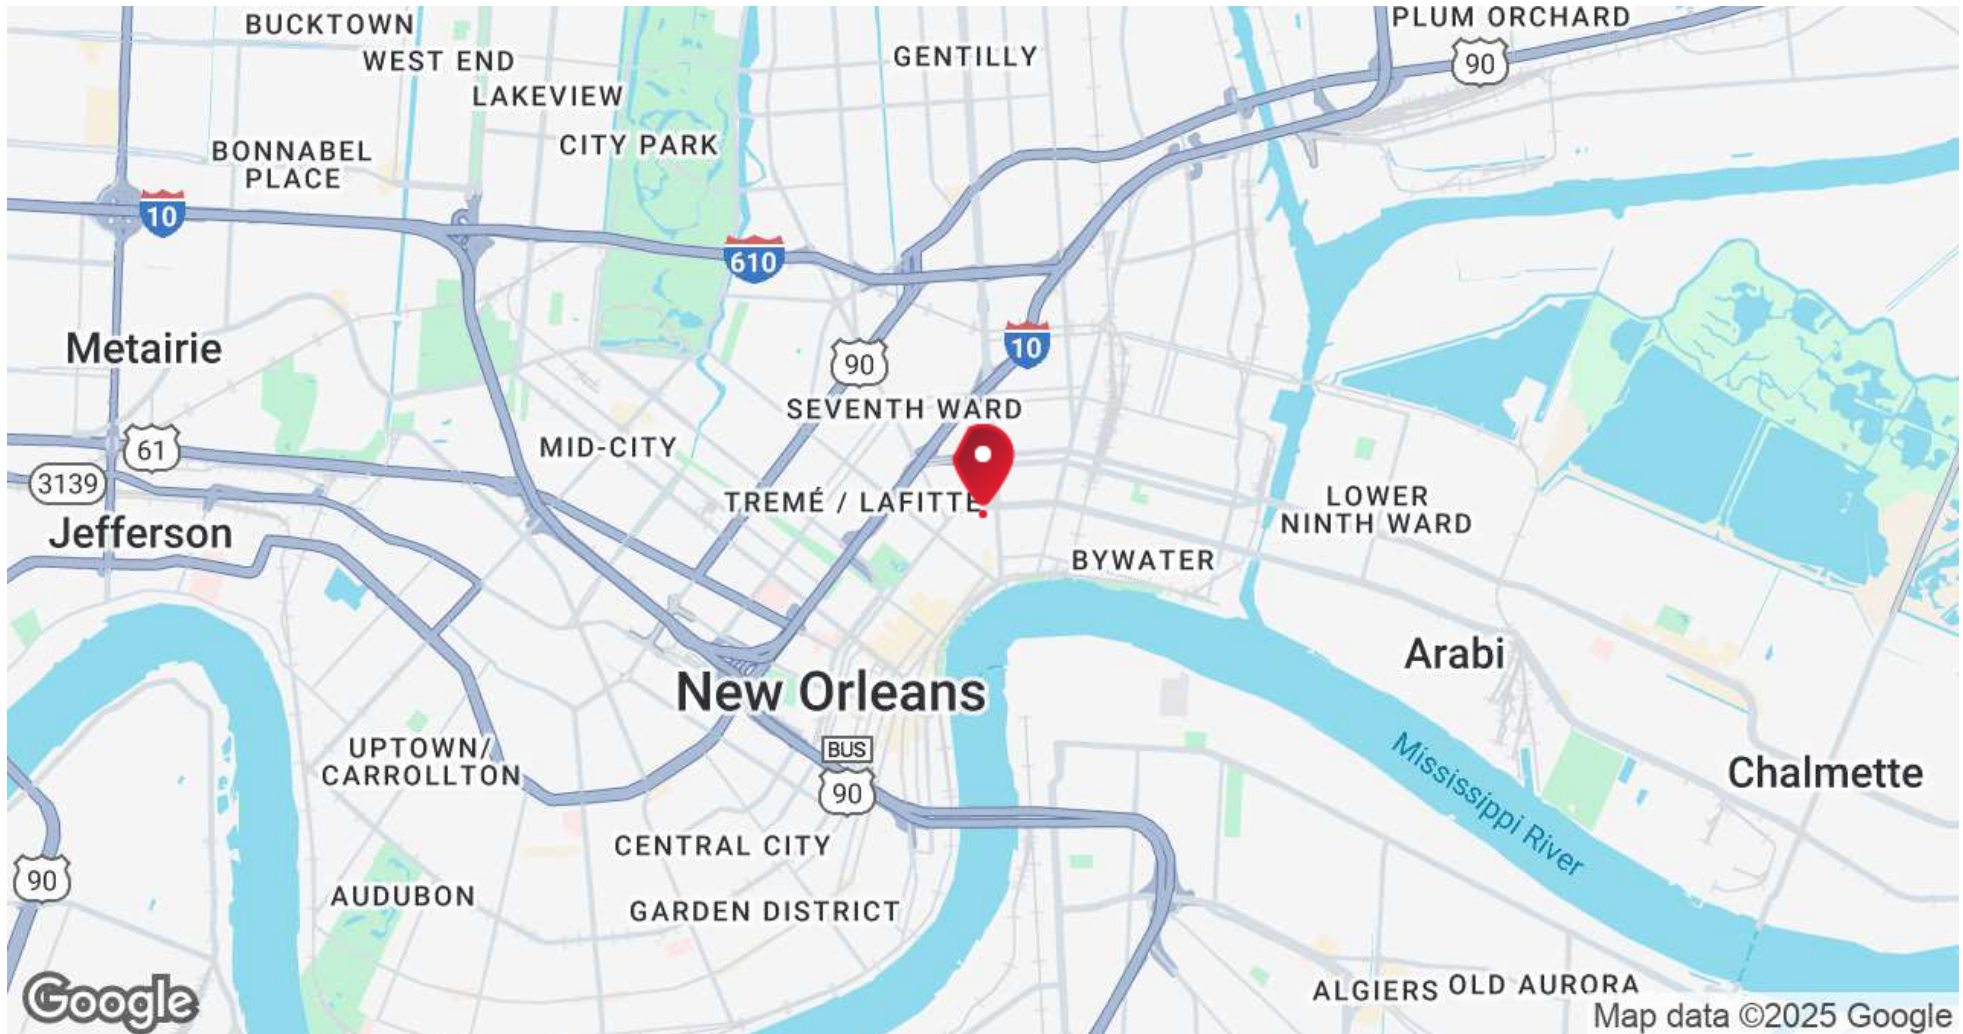 BUCKTOWN
PLUM ORCHARD
WEST END
GENTILLY
90
LAKEVIEW
CITY PARK
BONNABEL
PLACE
10
610
Metairie
10
90
SEVENTH WARD
61
MID-CITY
3139
TREMÉ / LAFITTE
LOWER
NINTH WARD
Jefferson
BYWATER
Arabi
New Orleans
UPTOWN/
CARROLLTON
BUS
90
Mississippi River
Chalmette
CENTRAL CITY
90
AUDUBON
GARDEN DISTRICT
ALGIERS
OLD AURORA
Google
Map data ©2025 Google